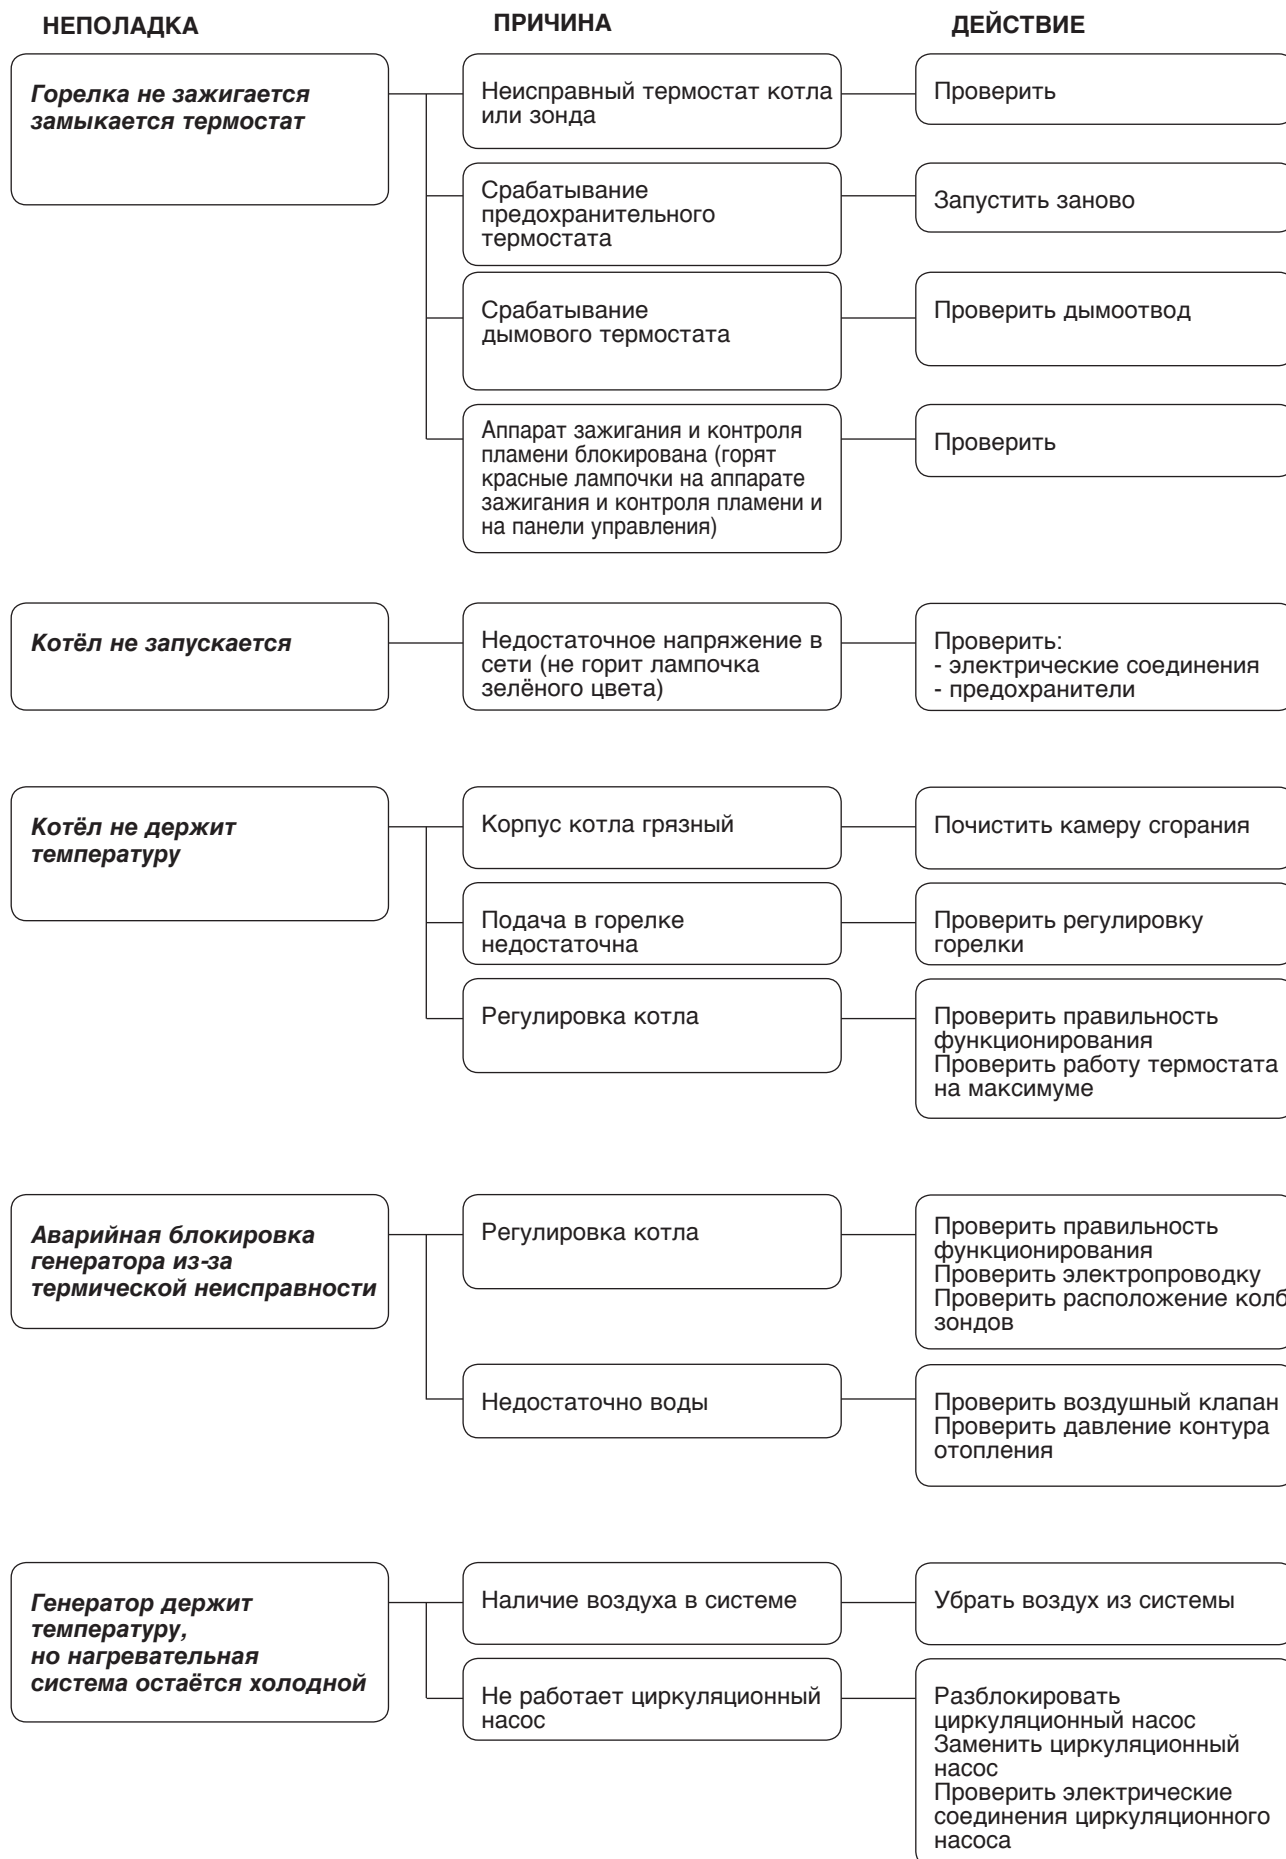 НЕПОЛАДКА
ПРИЧИНА
ДЕЙСТВИЕ
Горелка не зажигается
замыкается термостат
Неисправный термостат котла
или зонда
Проверить
Срабатывание
предохранительного
термостата
Запустить заново
Срабатывание
дымового термостата
Проверить дымоотвод
Аппарат зажигания и контроля
пламени блокирована (горят
красные лампочки на аппарате
зажигания и контроля пламени и
на панели управления)
Проверить
Котёл не запускается
Недостаточное напряжение в
сети (не горит лампочка
зелёного цвета)
Проверить:
- электрические соединения
- предохранители
Котёл не держит
температуру
Корпус котла грязный
Почистить камеру сгорания
Подача в горелке
недостаточна
Проверить регулировку
горелки
Регулировка котла
Проверить правильность
функционирования
Проверить работу термостата
на максимуме
Аварийная блокировка
генератора из-за
термической неисправности
Регулировка котла
Проверить правильность
функционирования
Проверить электропроводку
Проверить расположение колб
зондов
Недостаточно воды
Проверить воздушный клапан
Проверить давление контура
отопления
Генератор держит
температуру,
но нагревательная
система остаётся холодной
Наличие воздуха в системе
Убрать воздух из системы
Не работает циркуляционный
насос
Разблокировать
циркуляционный насос
Заменить циркуляционный
насос
Проверить электрические
соединения циркуляционного
насоса